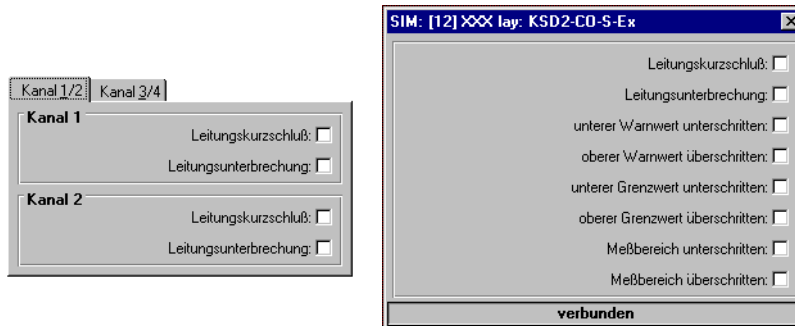 Kanal 1/2 Kanal 3/4
Kanal 1
Leitungskurzschluß:
Leitungsunterbrechung:
Kanal 2
Leitungskurzschluß:
Leitungsunterbrechung:
SIM: [12] XXX lay: KSD2-CO-S-Ex
Leitungskurzschluß:
Leitungsunterbrechung:
unterer Warnwert unterschritten:
oberer Warnwert überschritten:
unterer Grenzwert unterschritten:
oberer Grenzwert überschritten:
Meßbereich unterschritten:
Meßbereich überschritten:
verbunden